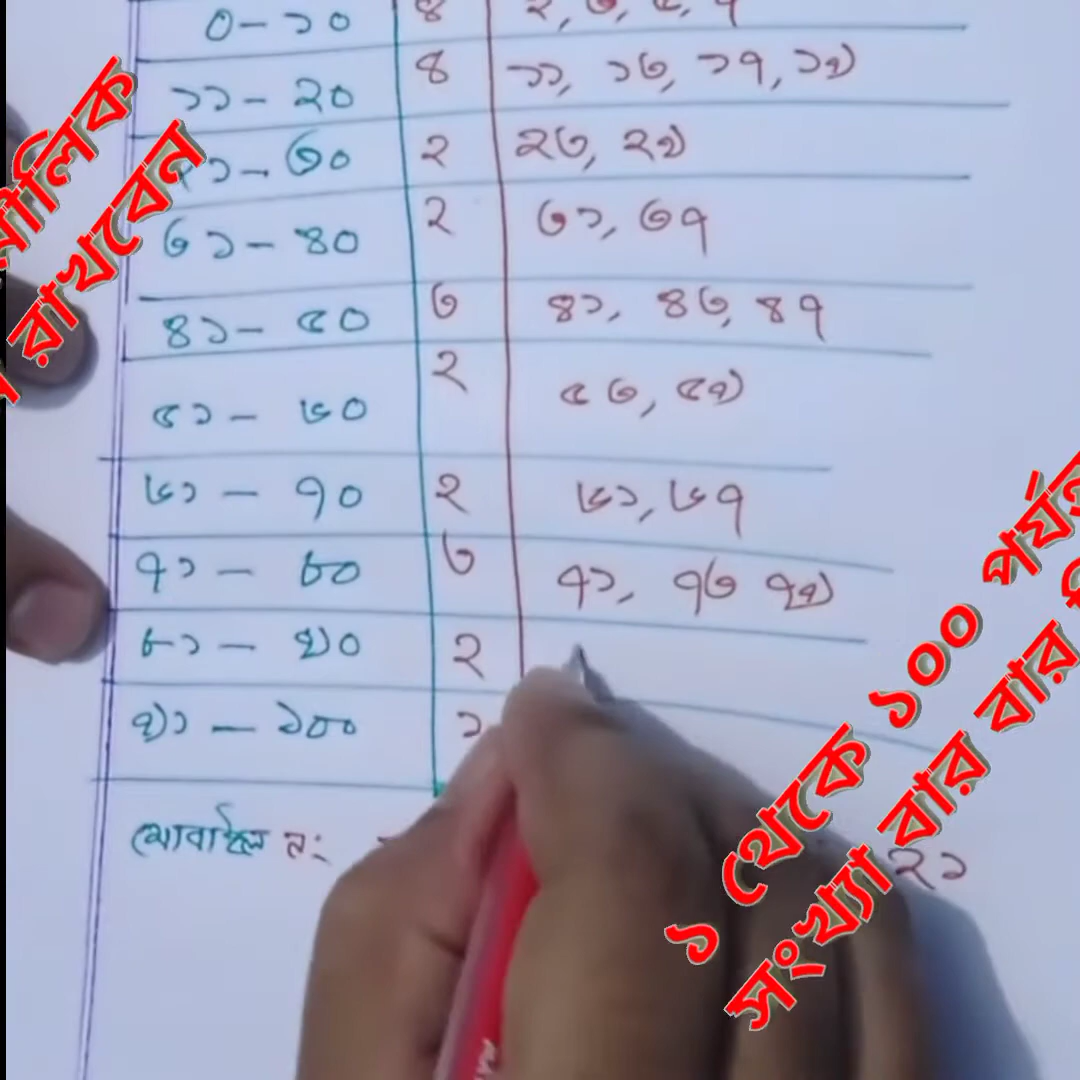 ০-১০ ৪ ২, ৩, ৫, ৭
১১-২০ ৪ ১১, ১৩, ১৭, ১৯
২১-৩০ ২ ২৩, ২৯
৩১-৪০ ২ ৩১, ৩৭
৪১-৫০ ৩ ৪১, ৪৩, ৪৭
৫১-৬০ ২ ৫৩, ৫৯
৬১-৭০ ২ ৬১, ৬৭
৭১-৮০ ৩ ৭১, ৭৩ ৭৯
৮১-৯০ ২
৯১-১০০ ১
মোবাইল নং
২১
মৌলিক
রাখবেন
১ থেকে ১০০ পর্যন্ত
সংখ্যা বার বার